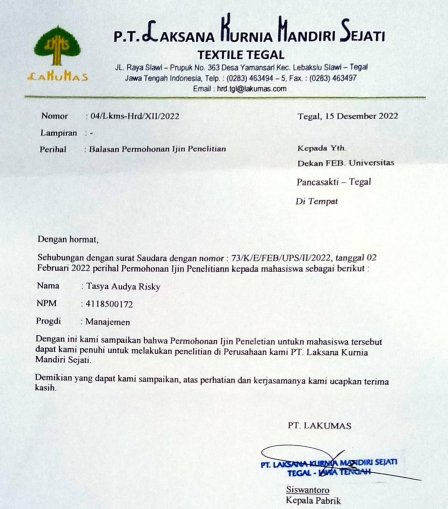 LAKUMAS
P.T. LAKSANA KURNIA MANDIRI SEJATI
TEXTILE TEGAL
JL. Raya Slawi – Prupuk No. 363 Desa Yamansari Kec. Lebaksiu Slawi – Tegal
Jawa Tengah Indonesia, Telp. : (0283) 463494 – 5, Fax. : (0283) 463497
Email : hrd.tgl@lakumas.com
Nomor : 04/Lkms-Hrd/XII/2022
Tegal, 15 Desember 2022
Lampiran : -
Perihal : Balasan Permohonan Ijin Penelitian
Kepada Yth.
Dekan FEB. Universitas
Pancasakti – Tegal
Di Tempat
Dengan hormat,
Sehubungan dengan surat Saudara dengan nomor : 73/K/E/FEB/UPS/II/2022, tanggal 02
Februari 2022 perihal Permohonan Ijin Penelitiann kepada mahasiswa sebagai berikut :
Nama : Tasya Audya Risky
NPM : 4118500172
Progdi : Manajemen
Dengan ini kami sampaikan bahwa Permohonan Ijin Peneletian untukn mahasiswa tersebut
dapat kami penuhi untuk melakukan penelitian di Perusahaan kami PT. Laksana Kurnia
Mandiri Sejati.
Demikian yang dapat kami sampaikan, atas perhatian dan kerjasamanya kami ucapkan terima
kasih.
PT. LAKUMAS
PT. LAKSANA KURNIA MANDIRI SEJATI
TEGAL - JAWA TENGAH
Siswantoro
Kepala Pabrik